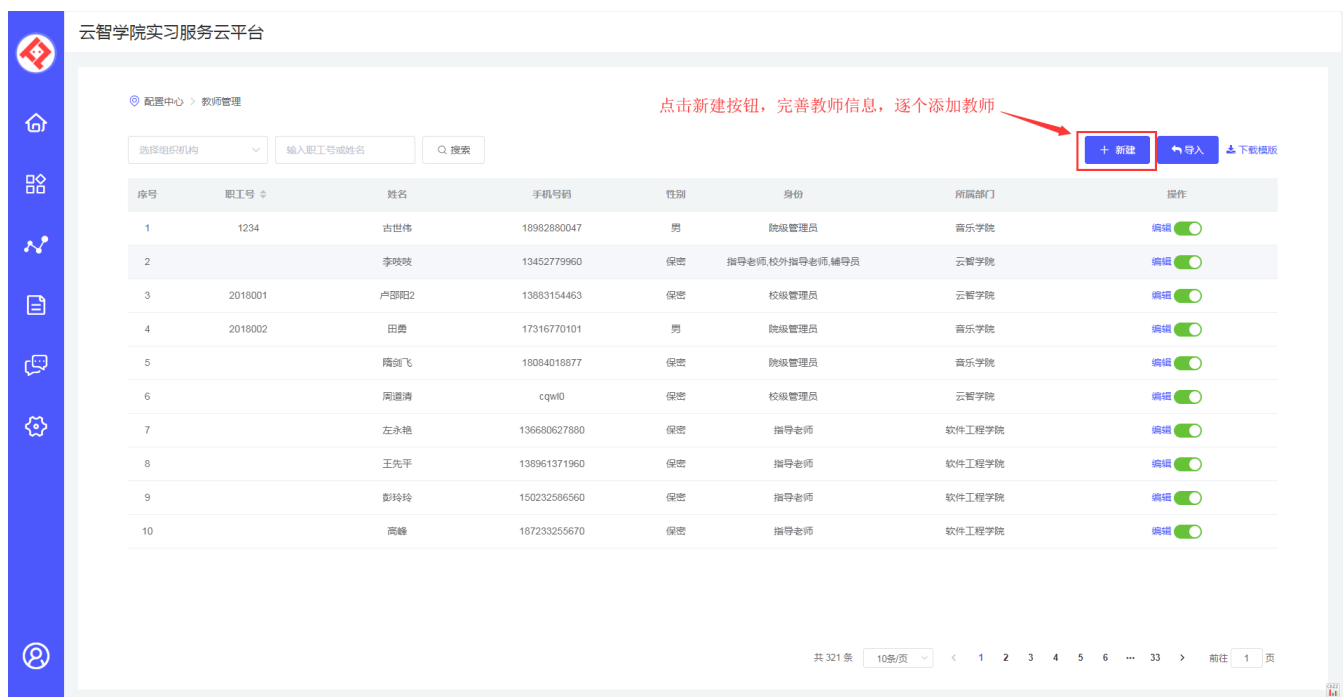 云智学院实习服务云平台
配置中心 > 教师管理
点击新建按钮，完善教师信息，逐个添加教师
选择组织机构 输入职工号或姓名 搜索 + 新建 导入 下载模版
序号 职工号 姓名 手机号码 性别 身份 所属部门 操作
1 1234 古世伟 18982880047 男 院级管理员 音乐学院 编辑
2 李吱吱 13452779960 保密 指导老师,校外指导老师,辅导员 云智学院 编辑
3 2018001 卢邵阳2 13883154463 保密 校级管理员 云智学院 编辑
4 2018002 田勇 17316770101 男 院级管理员 音乐学院 编辑
5 隋剑飞 18084018877 保密 院级管理员 音乐学院 编辑
6 周道清 cqwl0 保密 校级管理员 云智学院 编辑
7 左永艳 136680627880 保密 指导老师 软件工程学院 编辑
8 王先平 138961371960 保密 指导老师 软件工程学院 编辑
9 彭玲玲 150232586560 保密 指导老师 软件工程学院 编辑
10 高峰 187233255670 保密 指导老师 软件工程学院 编辑
共 321 条 10条/页 < 1 2 3 4 5 6 ··· 33 > 前往 1 页